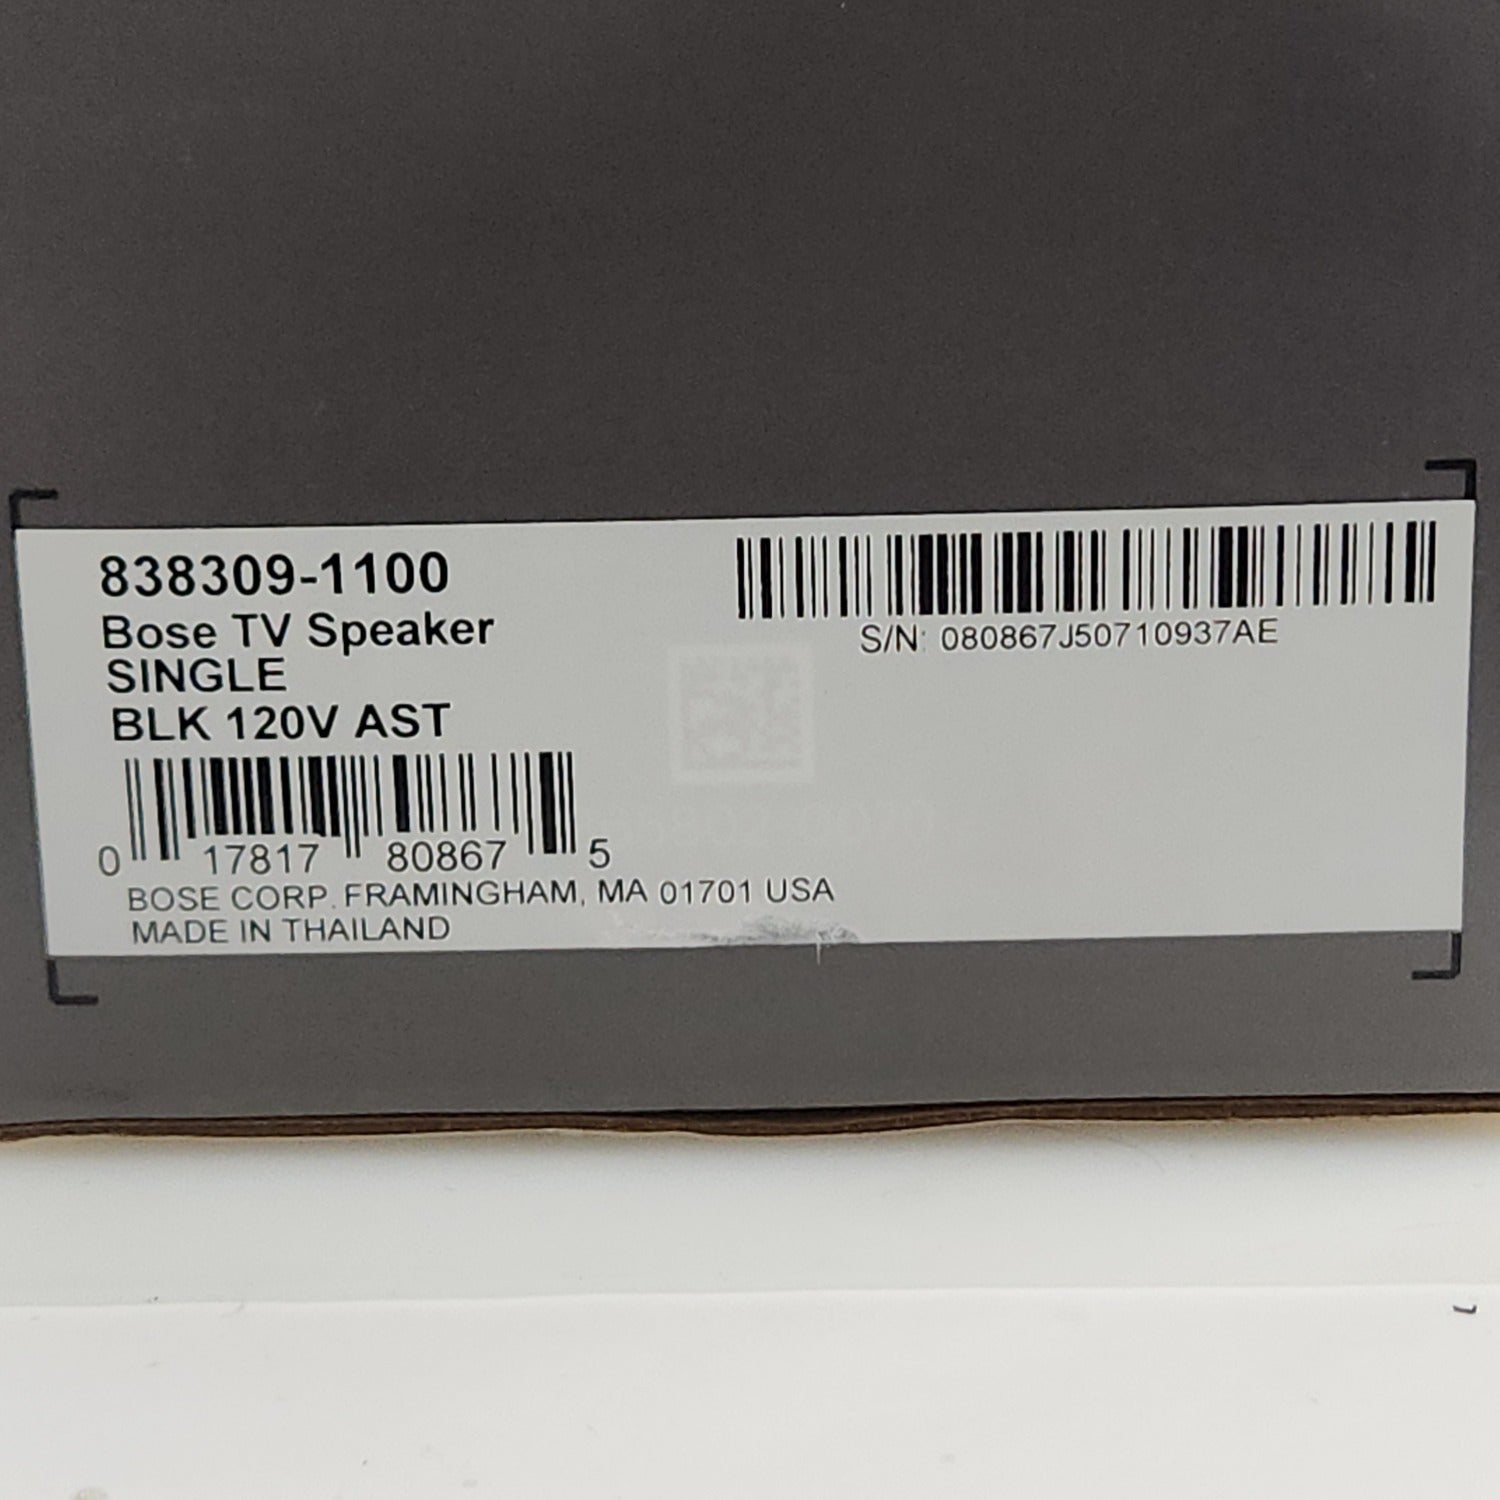 838309-1100
Bose TV Speaker
SINGLE
BLK 120V AST
0 17817 80867 5
BOSE CORP. FRAMINGHAM, MA 01701 USA
MADE IN THAILAND
S/N: 080867J50710937AE